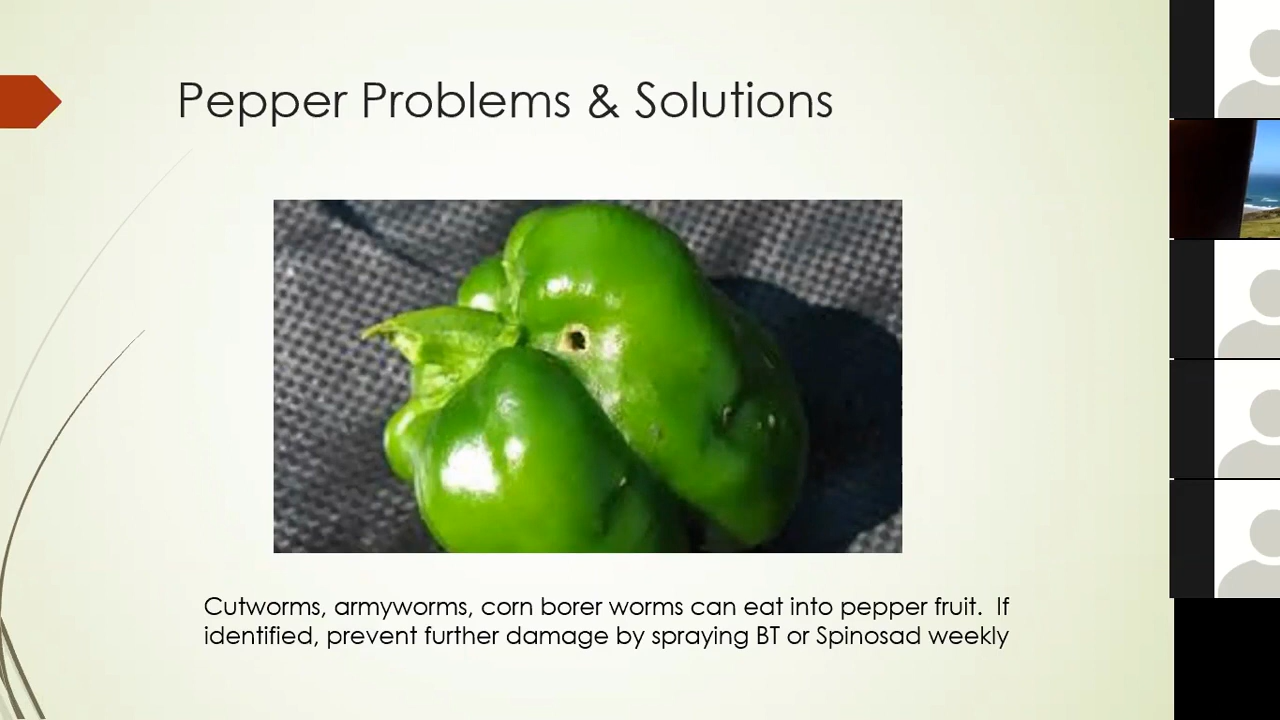 Pepper Problems & Solutions
Cutworms, armyworms, corn borer worms can eat into pepper fruit.  If
identified, prevent further damage by spraying BT or Spinosad weekly